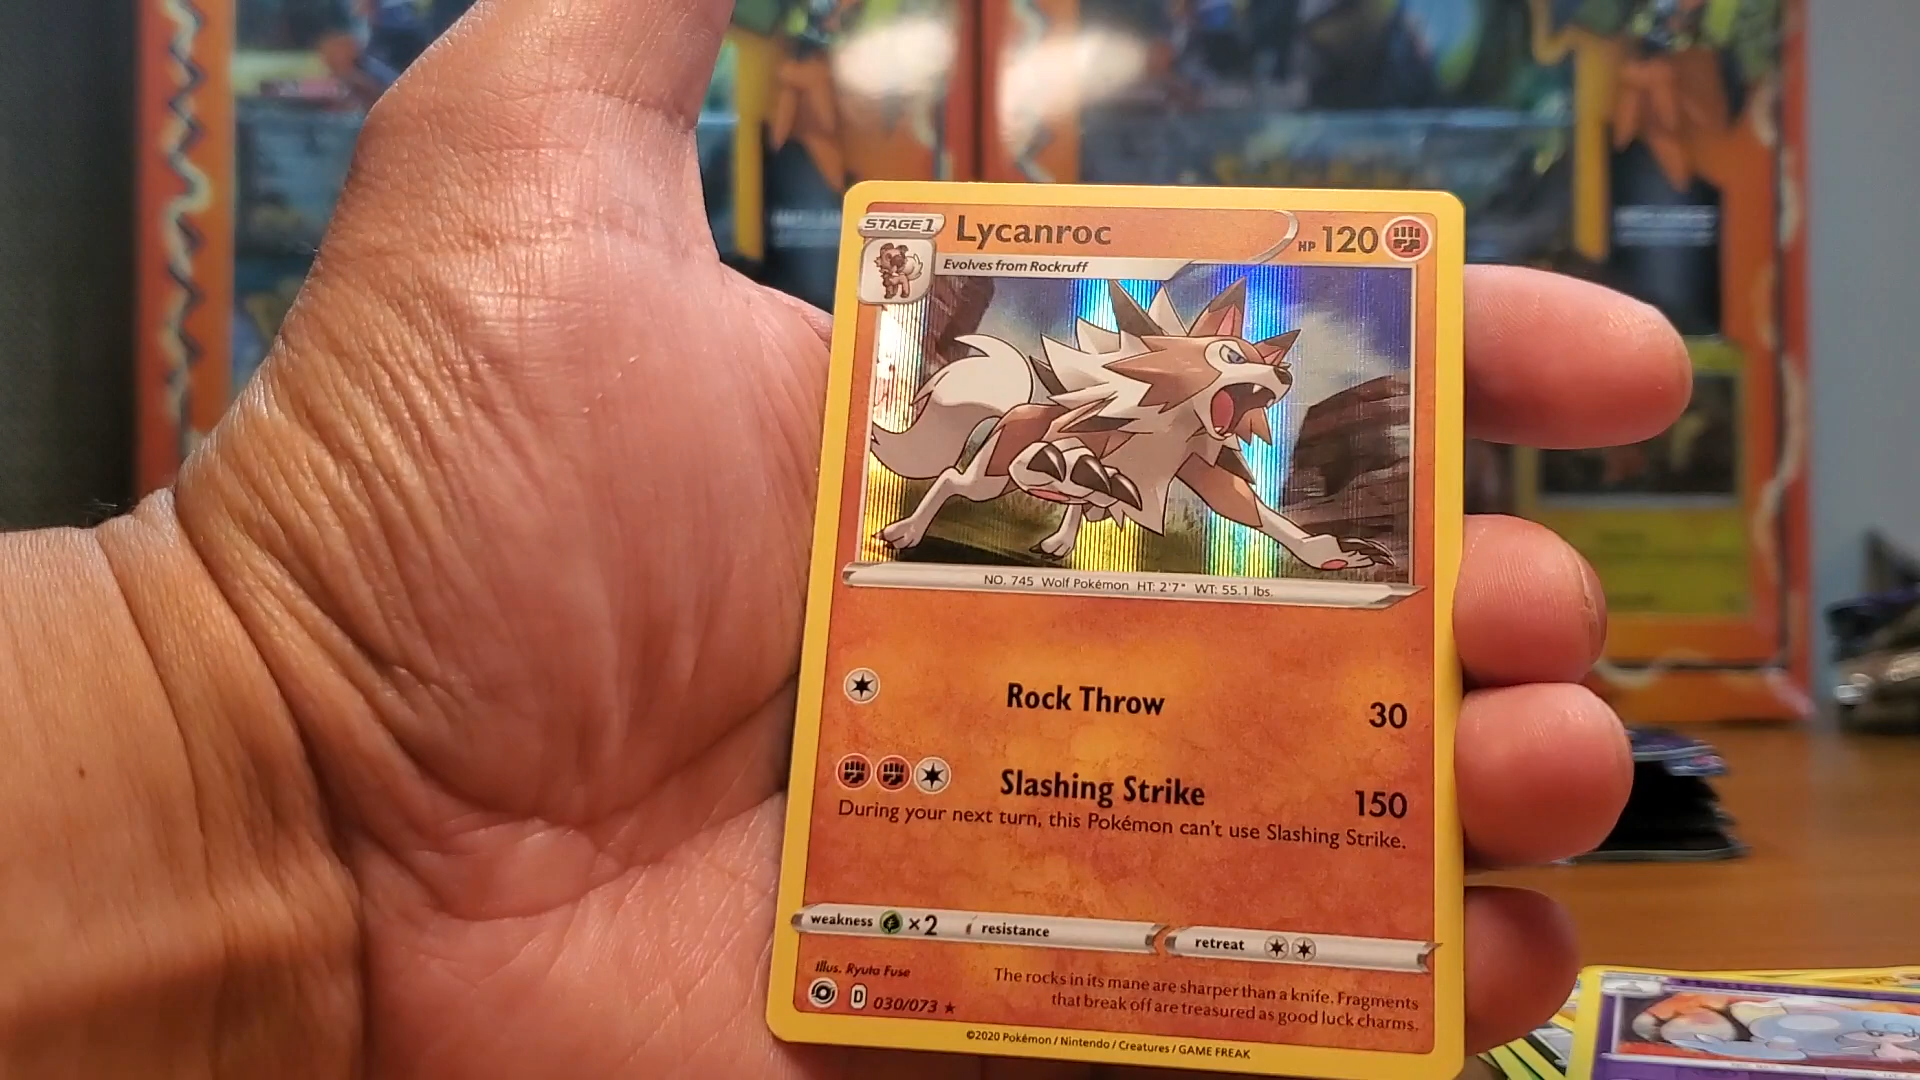 STAGE 1
Lycanroc
HP 120
Evolves from Rockruff
NO. 745 Wolf Pokémon HT: 2'7" WT: 55.1 lbs.
Rock Throw 30
Slashing Strike 150
During your next turn, this Pokémon can't use Slashing Strike.
weakness ×2 resistance retreat
Illus. Ryuta Fuse
The rocks in its mane are sharper than a knife. Fragments
that break off are treasured as good luck charms.
D 030/073 ★
©2020 Pokémon / Nintendo / Creatures / GAME FREAK